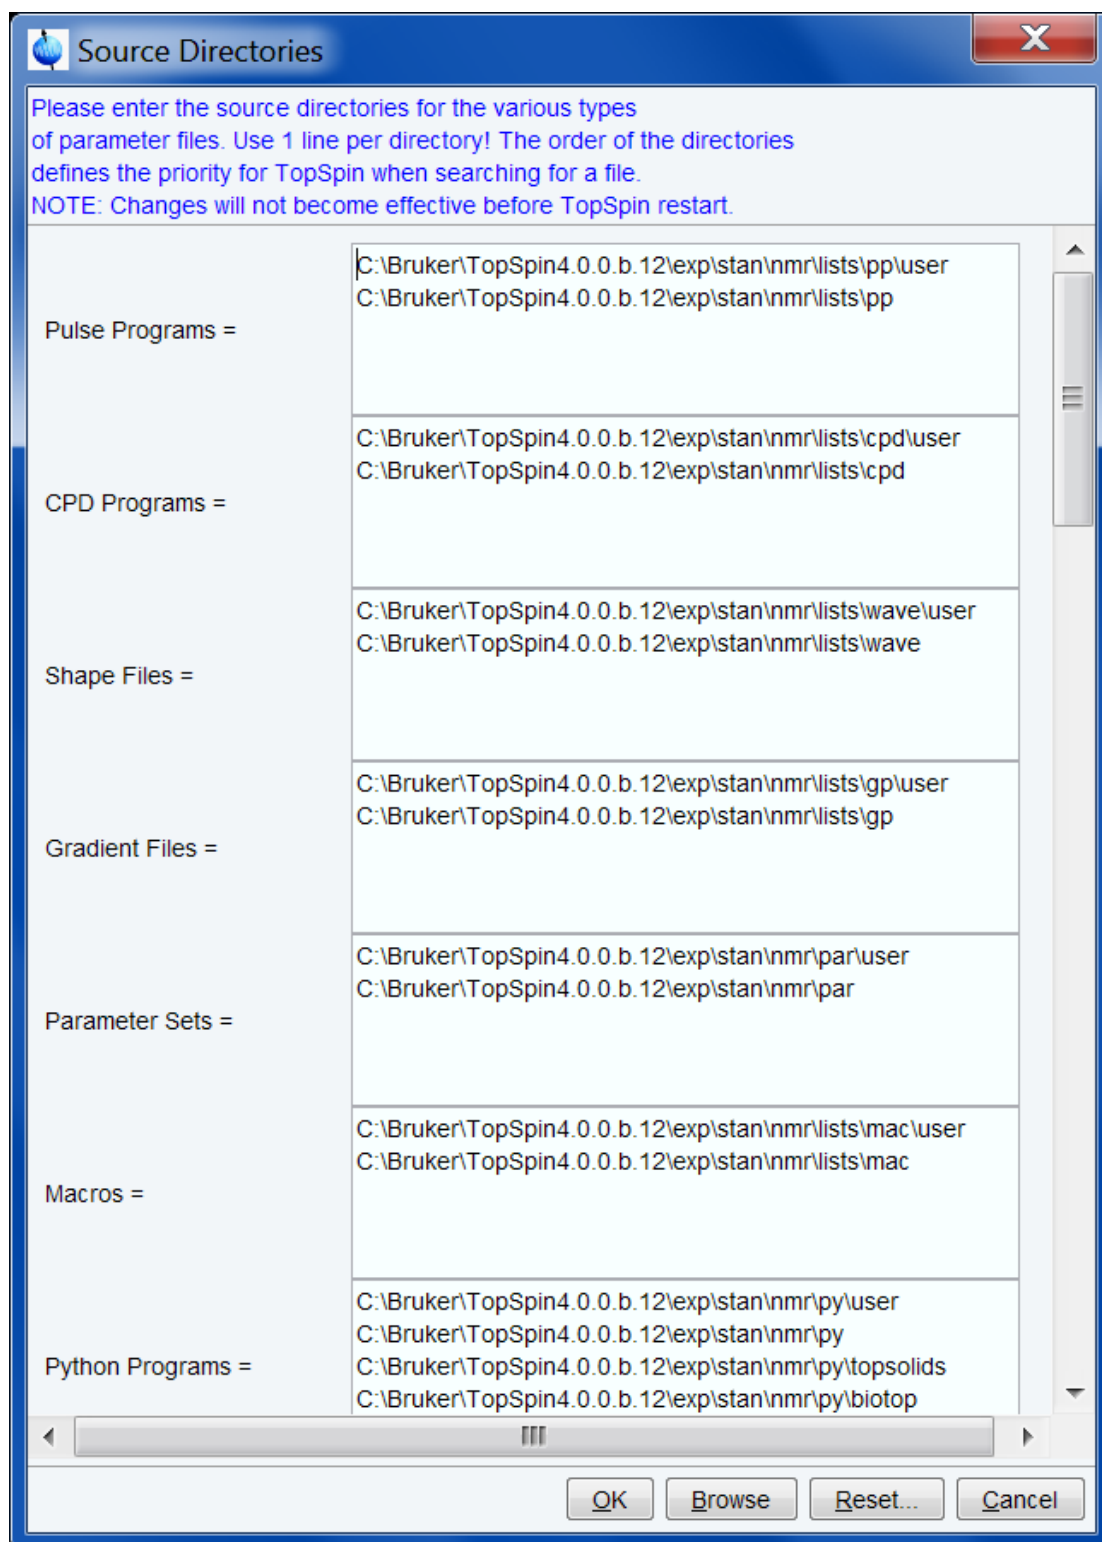 Source Directories
Please enter the source directories for the various types
of parameter files. Use 1 line per directory! The order of the directories
defines the priority for TopSpin when searching for a file.
NOTE: Changes will not become effective before TopSpin restart.
Pulse Programs =
C:\Bruker\TopSpin4.0.0.b.12\exp\stan\nmr\lists\pp\user
C:\Bruker\TopSpin4.0.0.b.12\exp\stan\nmr\lists\pp
CPD Programs =
C:\Bruker\TopSpin4.0.0.b.12\exp\stan\nmr\lists\cpd\user
C:\Bruker\TopSpin4.0.0.b.12\exp\stan\nmr\lists\cpd
Shape Files =
C:\Bruker\TopSpin4.0.0.b.12\exp\stan\nmr\lists\wave\user
C:\Bruker\TopSpin4.0.0.b.12\exp\stan\nmr\lists\wave
Gradient Files =
C:\Bruker\TopSpin4.0.0.b.12\exp\stan\nmr\lists\gp\user
C:\Bruker\TopSpin4.0.0.b.12\exp\stan\nmr\lists\gp
Parameter Sets =
C:\Bruker\TopSpin4.0.0.b.12\exp\stan\nmr\par\user
C:\Bruker\TopSpin4.0.0.b.12\exp\stan\nmr\par
Macros =
C:\Bruker\TopSpin4.0.0.b.12\exp\stan\nmr\lists\mac\user
C:\Bruker\TopSpin4.0.0.b.12\exp\stan\nmr\lists\mac
Python Programs =
C:\Bruker\TopSpin4.0.0.b.12\exp\stan\nmr\py\user
C:\Bruker\TopSpin4.0.0.b.12\exp\stan\nmr\py
C:\Bruker\TopSpin4.0.0.b.12\exp\stan\nmr\py\topsolids
C:\Bruker\TopSpin4.0.0.b.12\exp\stan\nmr\py\biotop
OK Browse Reset... Cancel